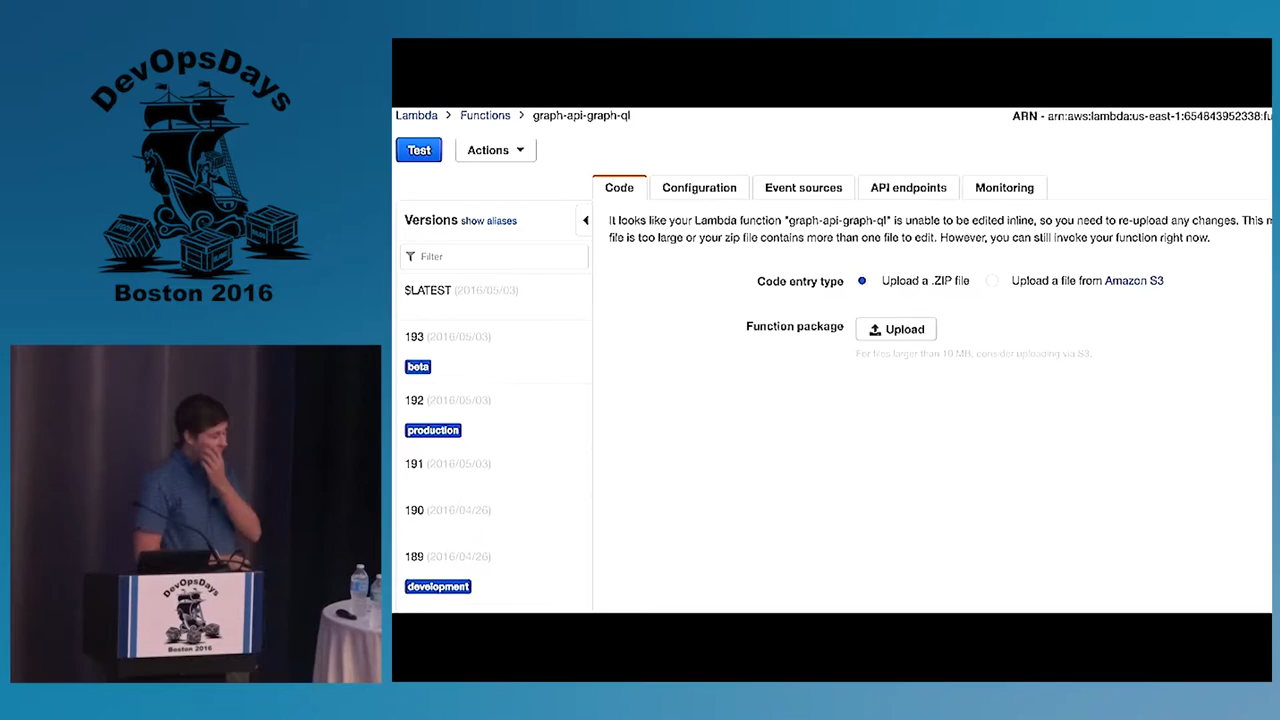 DevOpsDays
Boston 2016
Lambda > Functions > graph-api-graph-ql
ARN - arn:aws:lambda:us-east-1:654843952338:fu
Test
Actions
Code
Configuration
Event sources
API endpoints
Monitoring
Versions show aliases
Filter
$LATEST (2016/05/03)
193 (2016/05/03)
beta
192 (2016/05/03)
production
191 (2016/05/03)
190 (2016/04/26)
189 (2016/04/26)
development
It looks like your Lambda function "graph-api-graph-ql" is unable to be edited inline, so you need to re-upload any changes. This m
file is too large or your zip file contains more than one file to edit. However, you can still invoke your function right now.
Code entry type
Upload a .ZIP file
Upload a file from Amazon S3
Function package
Upload
For files larger than 10 MB, consider uploading via S3.
DevOpsDays
Boston 2016